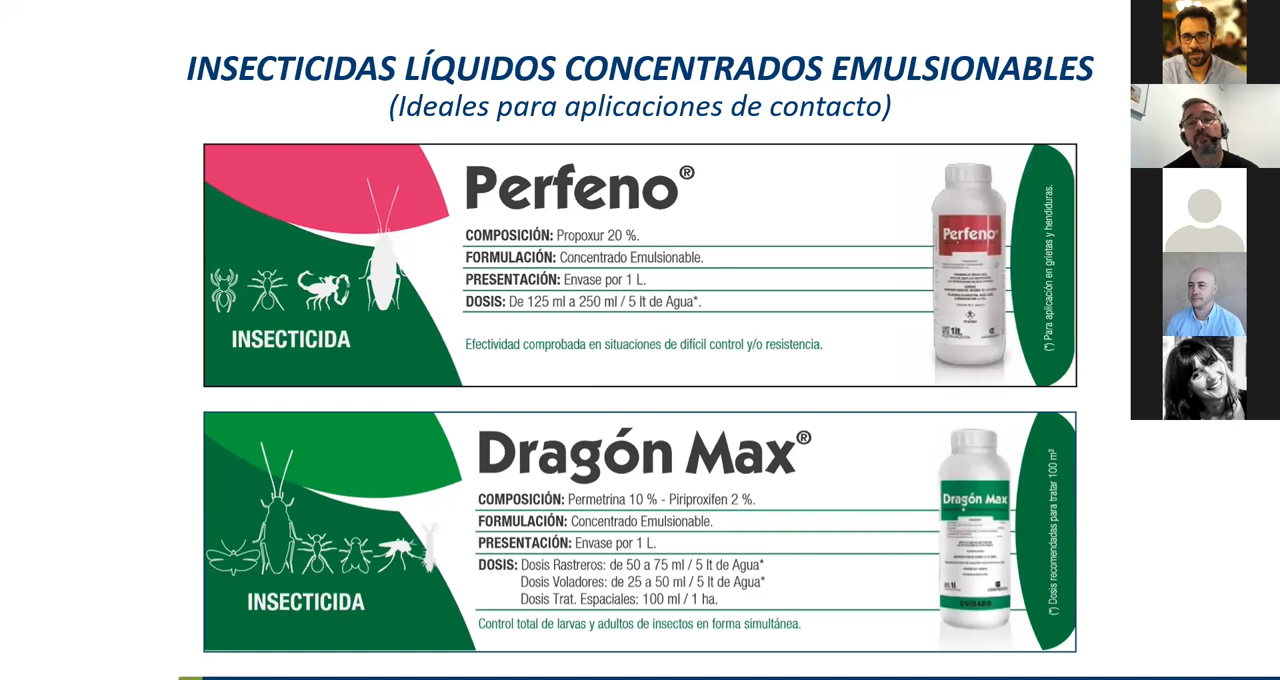 INSECTICIDAS LÍQUIDOS CONCENTRADOS EMULSIONABLES
(Ideales para aplicaciones de contacto)
Perfeno®
COMPOSICIÓN: Propoxur 20 %.
FORMULACIÓN: Concentrado Emulsionable.
PRESENTACIÓN: Envase por 1 L.
DOSIS: De 125 ml a 250 ml / 5 lt de Agua*.
Efectividad comprobada en situaciones de difícil control y/o resistencia.
INSECTICIDA
Perfeno®
1lt.
(*) Para aplicación en grietas y hendiduras.
Dragón Max®
COMPOSICIÓN: Permetrina 10 % - Piriproxifen 2 %.
FORMULACIÓN: Concentrado Emulsionable.
PRESENTACIÓN: Envase por 1 L.
DOSIS: Dosis Rastreros: de 50 a 75 ml / 5 lt de Agua*
Dosis Voladores: de 25 a 50 ml / 5 lt de Agua*
Dosis Trat. Espaciales: 100 ml / 1 ha.
Control total de larvas y adultos de insectos en forma simultánea.
INSECTICIDA
Dragón Max
1L
CUIDADO
(*) Dosis recomendadas para tratar 100 m²